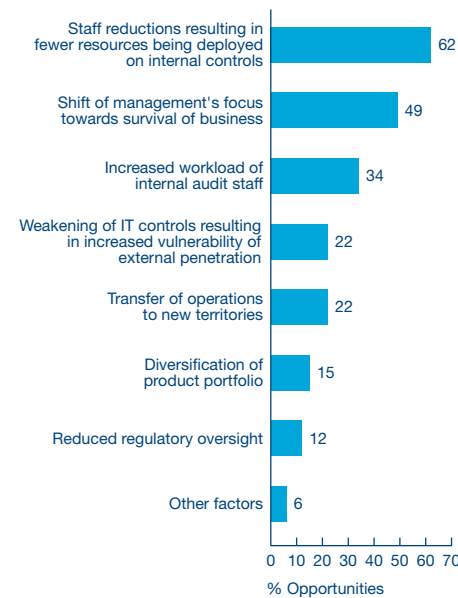 Staff reductions resulting in
fewer resources being deployed
on internal controls
62
Shift of management's focus
towards survival of business
49
Increased workload of
internal audit staff
34
Weakening of IT controls resulting
in increased vulnerability of
external penetration
22
Transfer of operations
to new territories
22
Diversification of
product portfolio
15
Reduced regulatory oversight
12
Other factors
6
0 10 20 30 40 50 60 70
% Opportunities